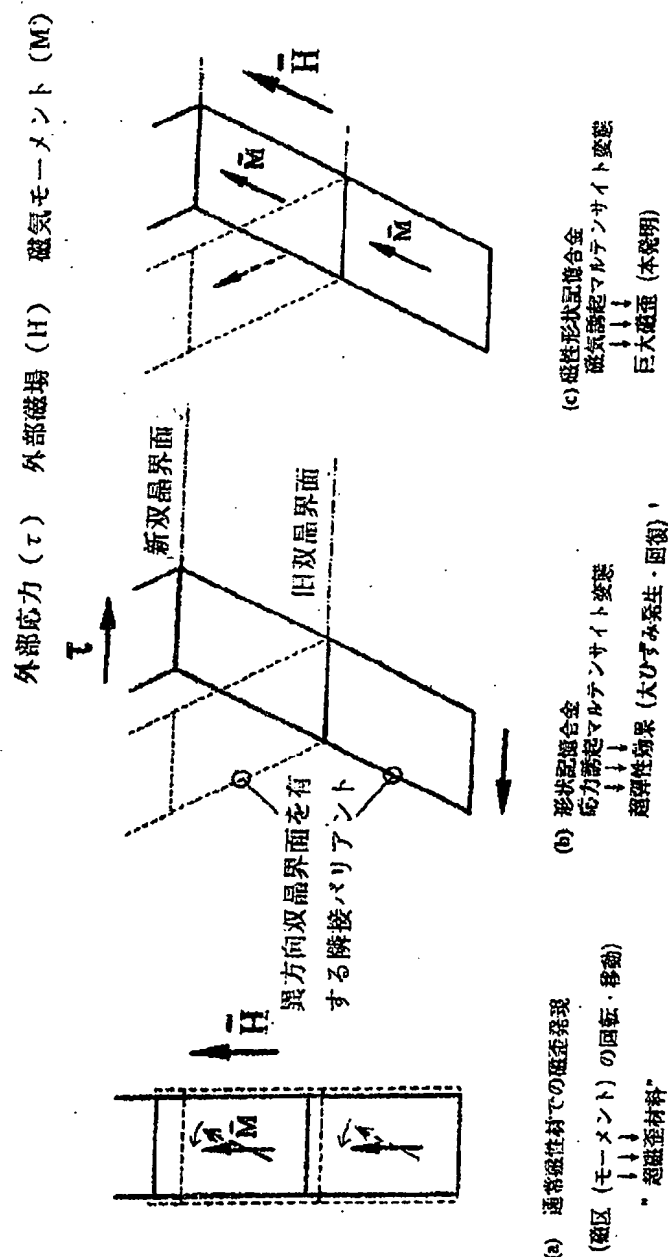 外部応力 (τ)　外部磁場 (H)　磁気モーメント (M)
H̄
M̄
M̄
(a) 通常磁性材での磁歪発現
(磁区 (モーメント) の回転・移動)
↓ ↓ ↓
" 超磁歪材料"
τ
新双晶界面
旧双晶界面
異方向双晶界面を有
する隣接バリアント
(b) 形状記憶合金
応力誘起マルテンサイト変態
↓ ↓ ↓
超弾性効果 (大ひずみ発生・回復)
H̄
M̄
(c) 磁性形状記憶合金
磁気誘起マルテンサイト変態
↓ ↓ ↓
巨大磁歪 (本発明)